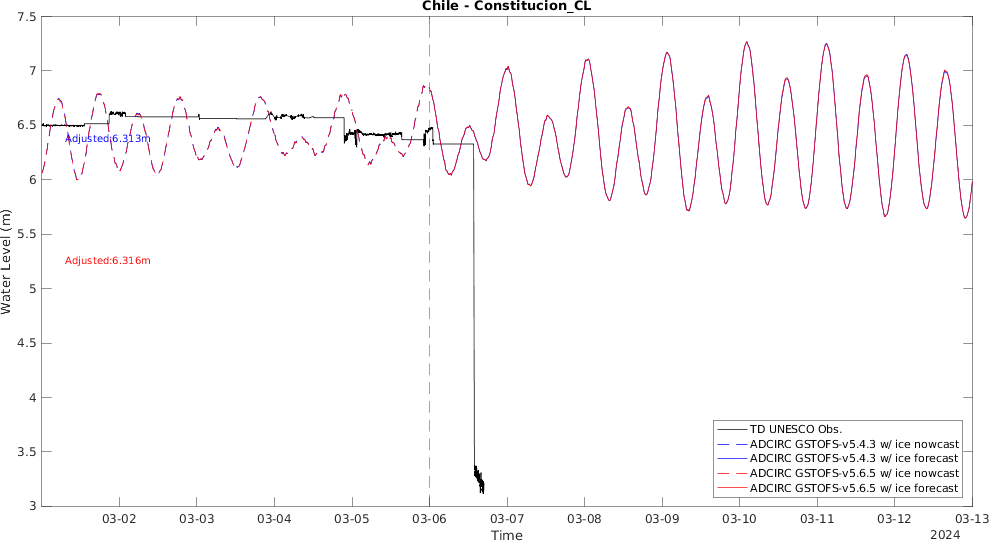 Chile - Constitucion_CL
7.5
7
6.5
6
5.5
5
4.5
4
3.5
3
Water Level (m)
Adjusted:6.313m
Adjusted:6.316m
TD UNESCO Obs.
ADCIRC GSTOFS-v5.4.3 w/ ice nowcast
ADCIRC GSTOFS-v5.4.3 w/ ice forecast
ADCIRC GSTOFS-v5.6.5 w/ ice nowcast
ADCIRC GSTOFS-v5.6.5 w/ ice forecast
03-02 03-03 03-04 03-05 03-06 03-07 03-08 03-09 03-10 03-11 03-12 03-13
Time
2024